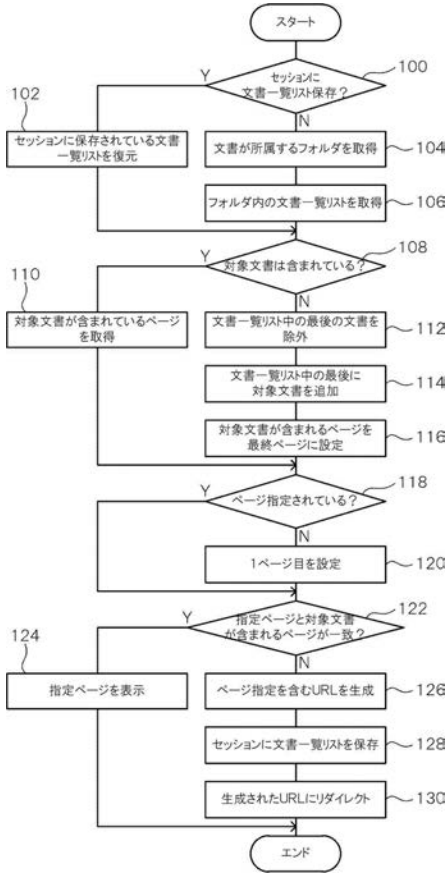 スタート
100
セッションに
文書一覧リスト保存？
Y
N
102
セッションに保存されている文書
一覧リストを復元
文書が所属するフォルダを取得
104
フォルダ内の文書一覧リストを取得
106
108
対象文書は含まれている？
Y
N
110
対象文書が含まれているページ
を取得
文書一覧リスト中の最後の文書を
除外
112
文書一覧リスト中の最後に
対象文書を追加
114
対象文書が含まれるページを
最終ページに設定
116
118
ページ指定されている？
Y
N
1ページ目を設定
120
122
指定ページと対象文書
が含まれるページが一致？
Y
N
124
指定ページを表示
ページ指定を含むURLを生成
126
セッションに文書一覧リストを保存
128
生成されたURLにリダイレクト
130
エンド